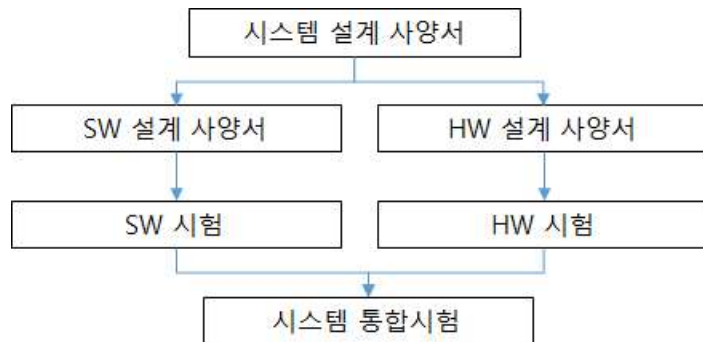 시스템 설계 사양서
SW 설계 사양서
HW 설계 사양서
SW 시험
HW 시험
시스템 통합시험